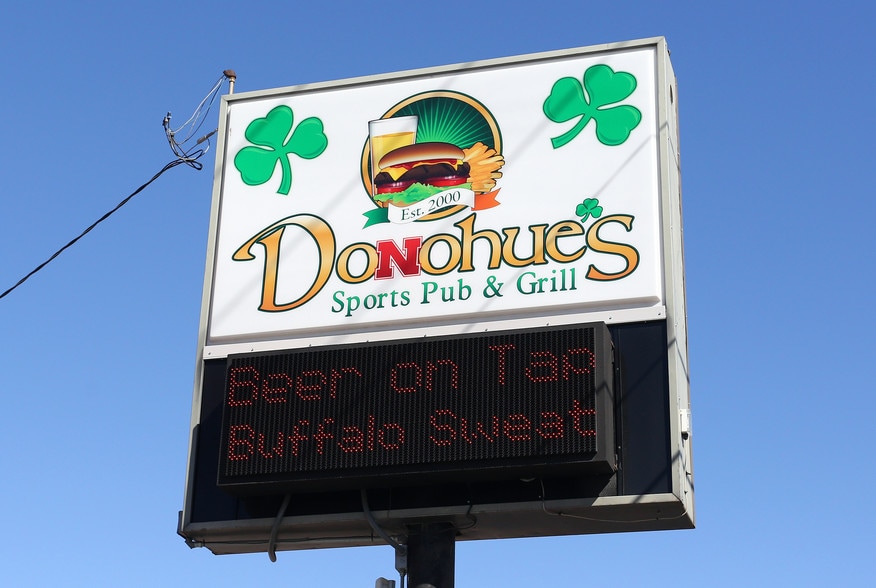 Est. 2000
Donohue's
Sports Pub & Grill
Beer on Tap
Buffalo Sweat